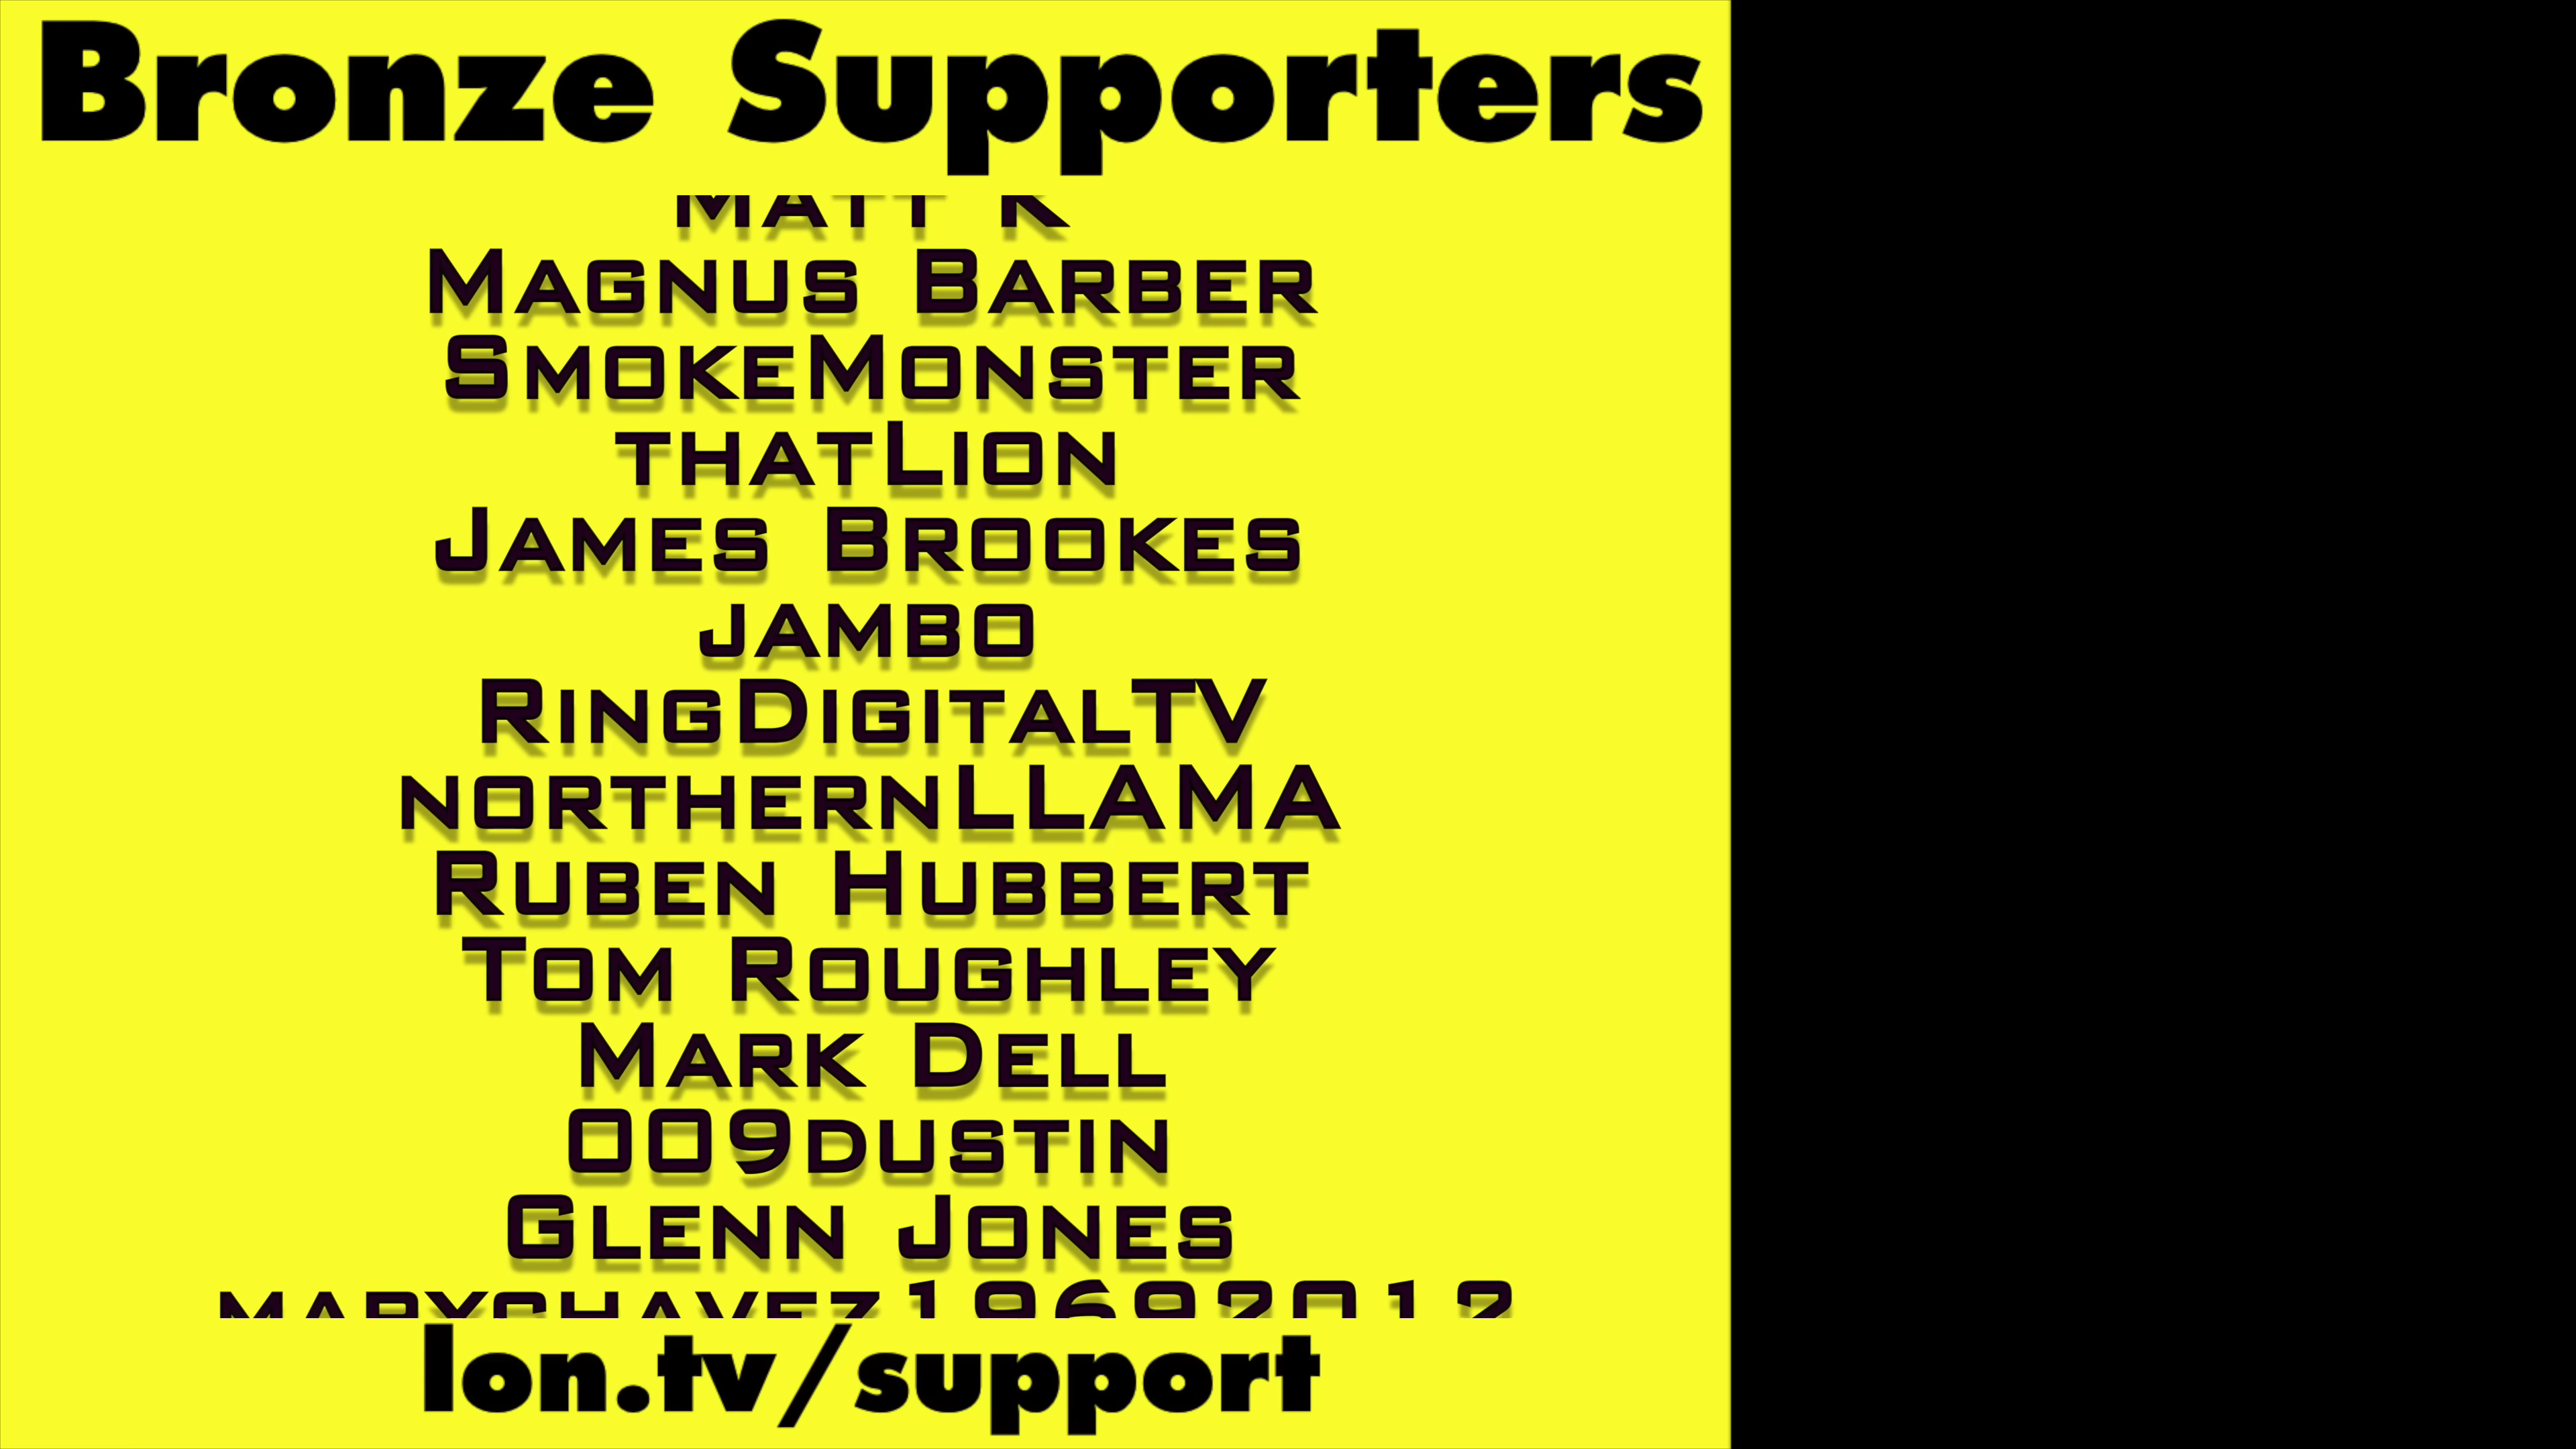 Bronze Supporters
Matt K
Magnus Barber
SmokeMonster
thatLion
James Brookes
jambo
RingDigitalTV
northernLLAMA
Ruben Hubbert
Tom Roughley
Mark Dell
009dustin
Glenn Jones
lon.tv/support